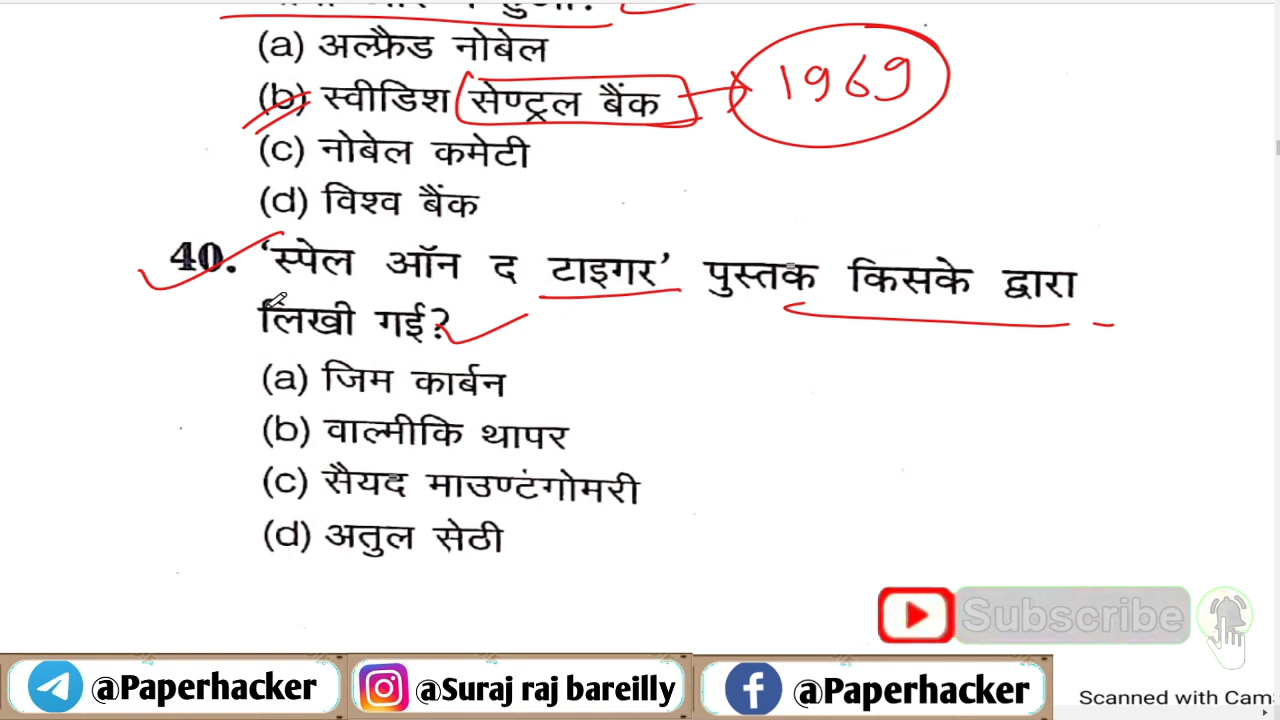 (a) अल्फ्रैड नोबेल
(b) स्वीडिश सेण्ट्रल बैंक 1969
(c) नोबेल कमेटी
(d) विश्व बैंक
40. ‘स्पेल ऑन द टाइगर’ पुस्तक किसके द्वारा
लिखी गई?
(a) जिम कार्बन
(b) वाल्मीकि थापर
(c) सैयद माउण्टंगोमरी
(d) अतुल सेठी
Subscribe
@Paperhacker @Suraj raj bareilly @Paperhacker
Scanned with Cam